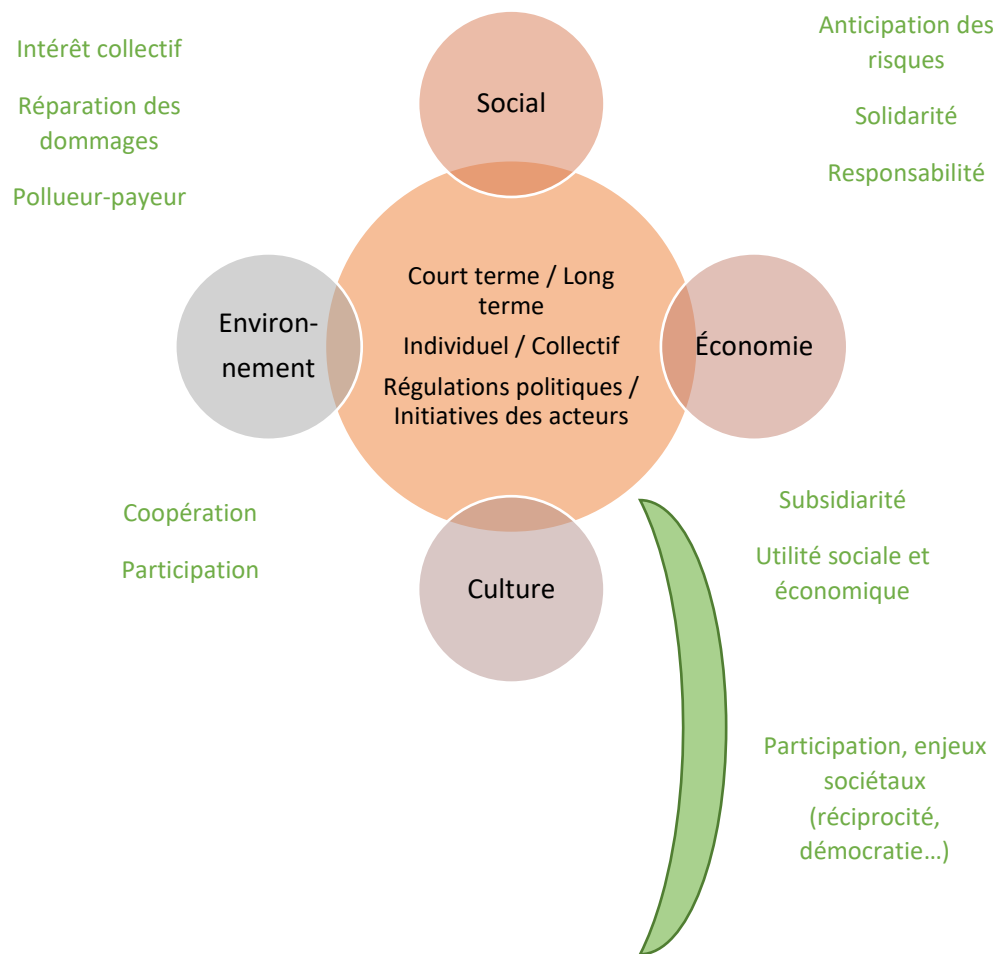 Intérêt collectif
Réparation des
dommages
Pollueur-payeur
Social
Anticipation des
risques
Solidarité
Responsabilité
Environ-
nement
Court terme / Long
terme
Individuel / Collectif
Régulations politiques /
Initiatives des acteurs
Économie
Coopération
Participation
Culture
Subsidiarité
Utilité sociale et
économique
Participation, enjeux
sociétaux
(réciprocité,
démocratie…)